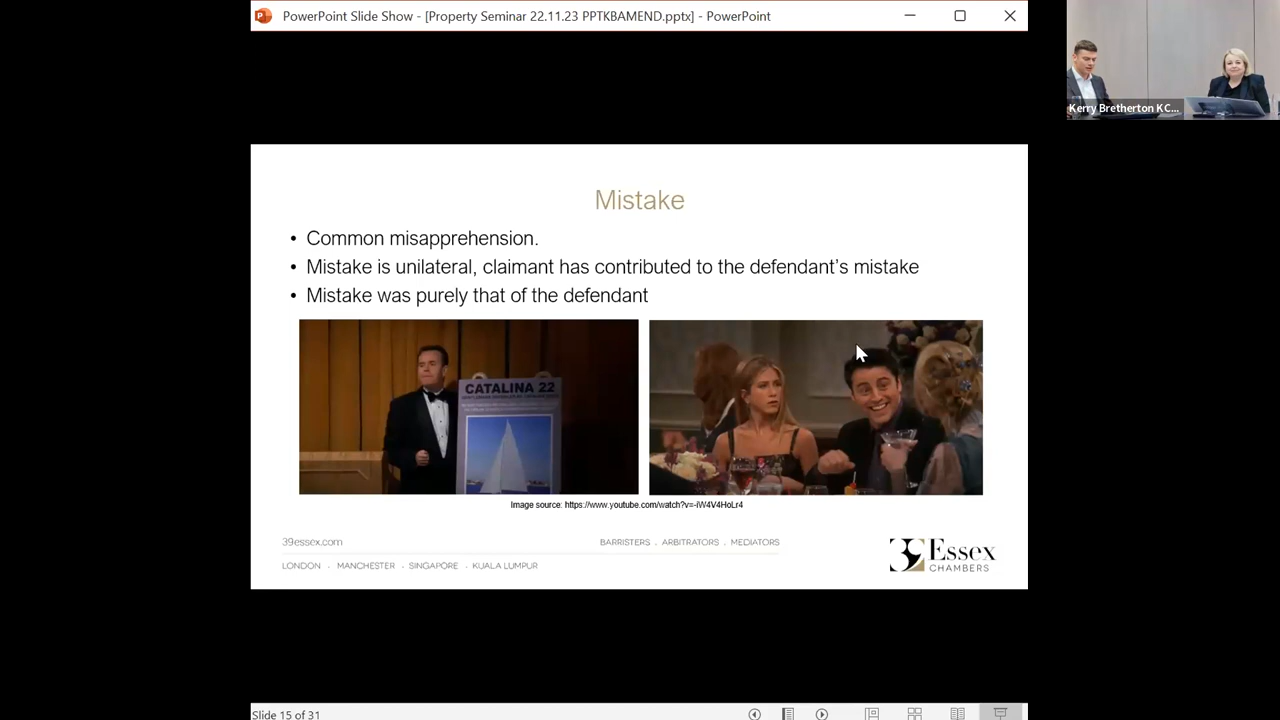 PowerPoint Slide Show - [Property Seminar 22.11.23 PPTKBAMEND.pptx] - PowerPoint
Kerry Bretherton KC...
Mistake
• Common misapprehension.
• Mistake is unilateral, claimant has contributed to the defendant's mistake
• Mistake was purely that of the defendant
CATALINA 22
Image source: https://www.youtube.com/watch?v=-iW4V4HoLr4
39essex.com
BARRISTERS . ARBITRATORS . MEDIATORS
LONDON . MANCHESTER . SINGAPORE . KUALA LUMPUR
39 Essex
CHAMBERS
Slide 15 of 31